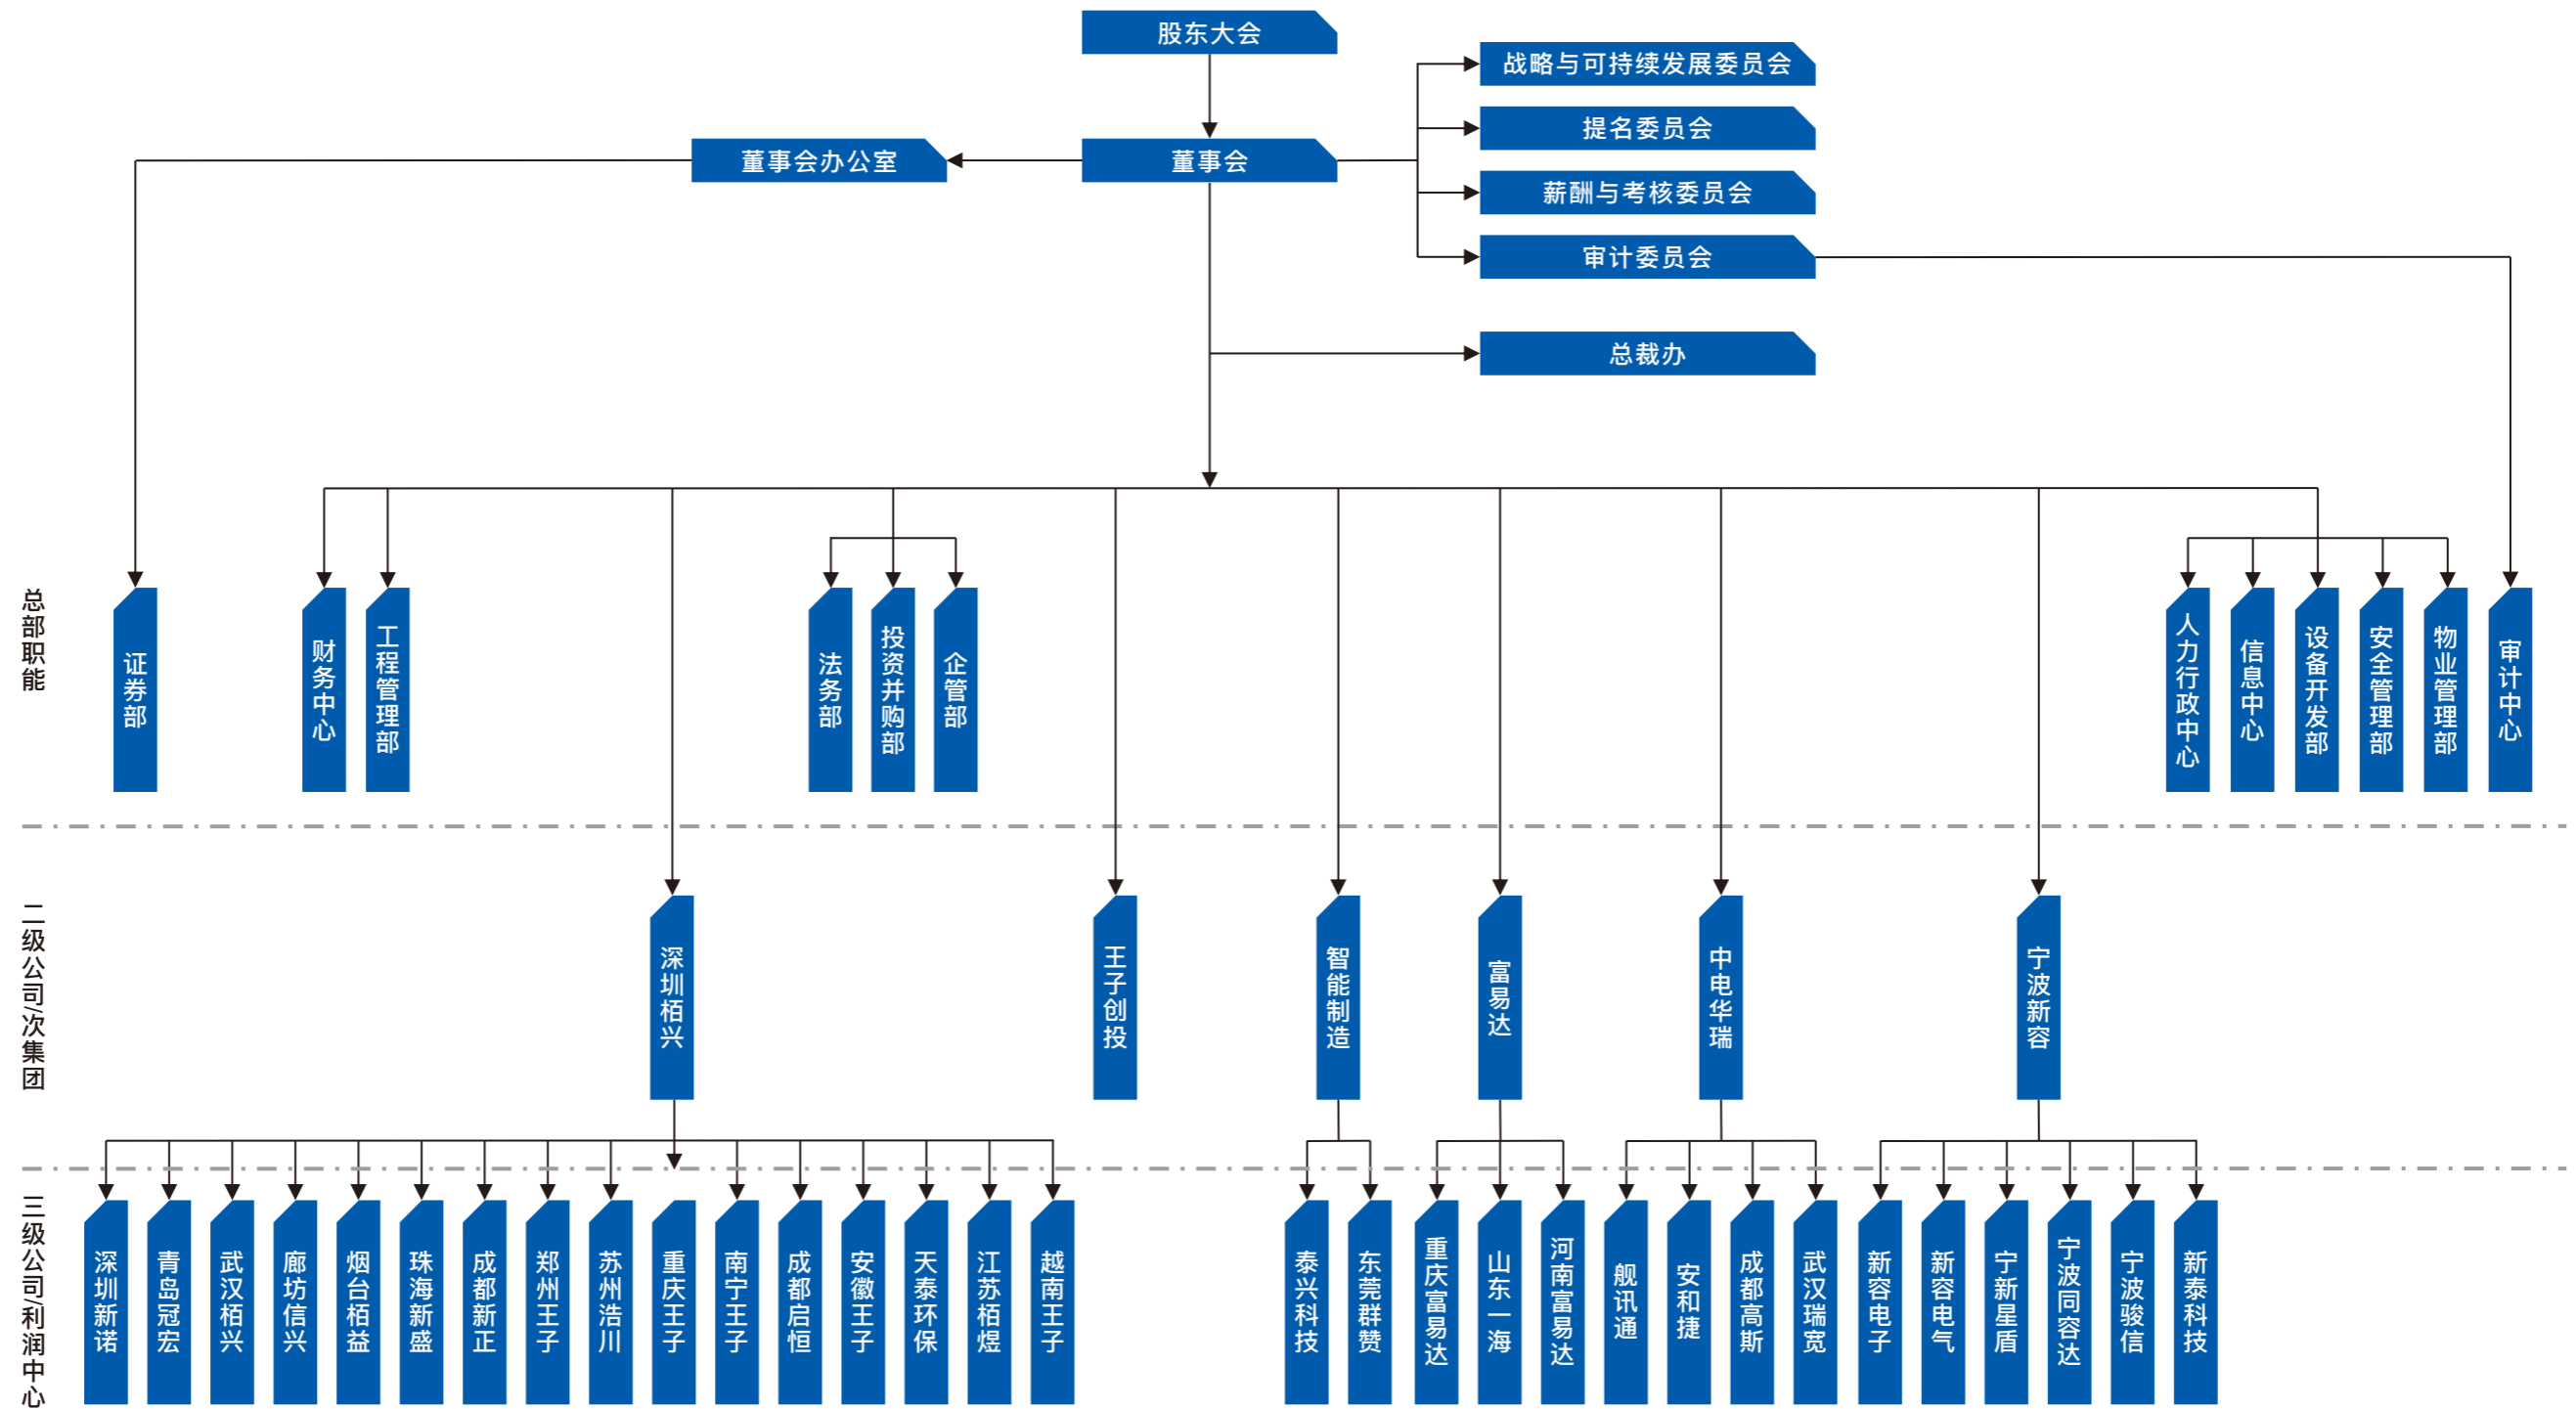 股东大会
战略与可持续发展委员会
提名委员会
董事会办公室
董事会
薪酬与考核委员会
审计委员会
总裁办
总部职能
证券部
财务中心
工程管理部
法务部
投资并购部
企管部
人力行政中心
信息中心
设备开发部
安全管理部
物业管理部
审计中心
二级公司/次集团
深圳栢兴
王子创投
智能制造
富易达
中电华瑞
宁波新容
三级公司/利润中心
深圳新诺
青岛冠宏
武汉栢兴
廊坊信兴
烟台栢益
珠海新盛
成都新正
郑州王子
苏州浩川
重庆王子
南宁王子
成都启恒
安徽王子
天泰环保
江苏栢煜
越南王子
泰兴科技
东莞群赞
重庆富易达
山东一海
河南富易达
舰讯通
安和捷
成都高斯
武汉瑞宽
新容电子
新容电气
宁新星盾
宁波同容达
宁波骏信
新泰科技